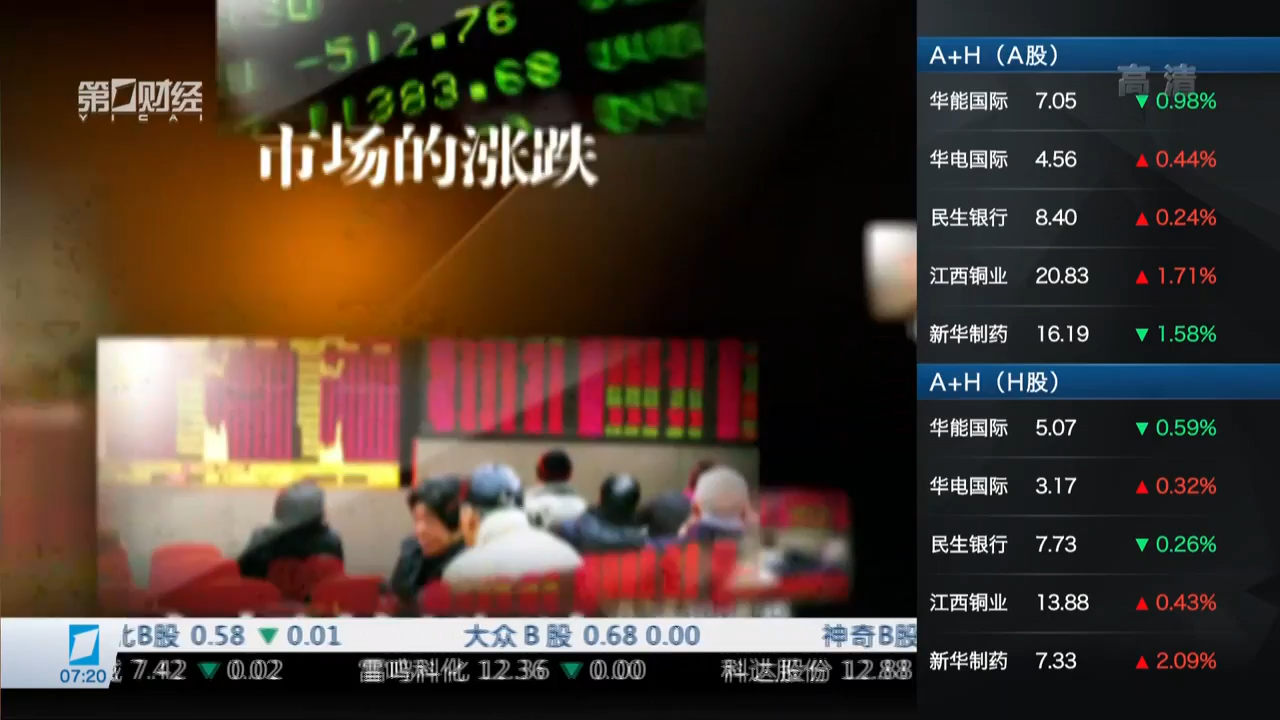 -512.76
11383.68
第一财经
YICAI
市场的涨跌
高清
A+H（A股）
华能国际 7.05 ▼ 0.98%
华电国际 4.56 ▲ 0.44%
民生银行 8.40 ▲ 0.24%
江西铜业 20.83 ▲ 1.71%
新华制药 16.19 ▼ 1.58%
A+H（H股）
华能国际 5.07 ▼ 0.59%
华电国际 3.17 ▲ 0.32%
民生银行 7.73 ▼ 0.26%
江西铜业 13.88 ▲ 0.43%
新华制药 7.33 ▲ 2.09%
B股 0.58 ▼ 0.01 大众B股 0.68 0.00 神奇B股
07:20
7.42 ▼ 0.02 雷鸣科化 12.36 ▼ 0.00 科达股份 12.88